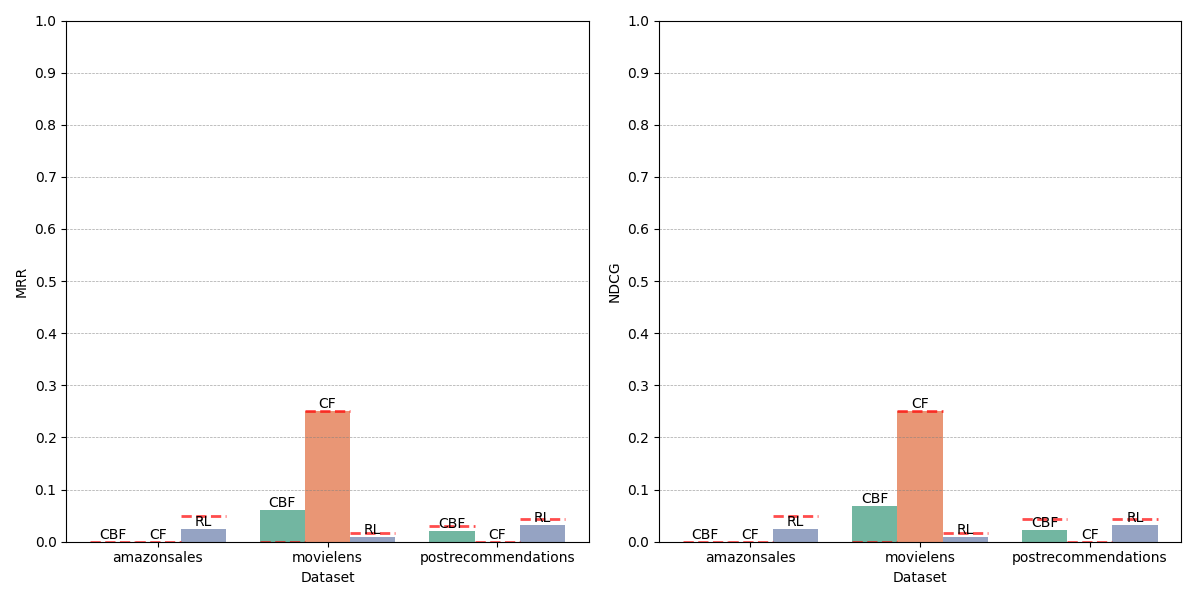 1.0
0.9
0.8
0.7
0.6
0.5
0.4
0.3
0.2
0.1
0.0
MRR
CBF CF RL
CBF CF RL
CBF CF RL
amazonsales movielens postrecommendations
Dataset
1.0
0.9
0.8
0.7
0.6
0.5
0.4
0.3
0.2
0.1
0.0
NDCG
CBF CF RL
CBF CF RL
CBF CF RL
amazonsales movielens postrecommendations
Dataset